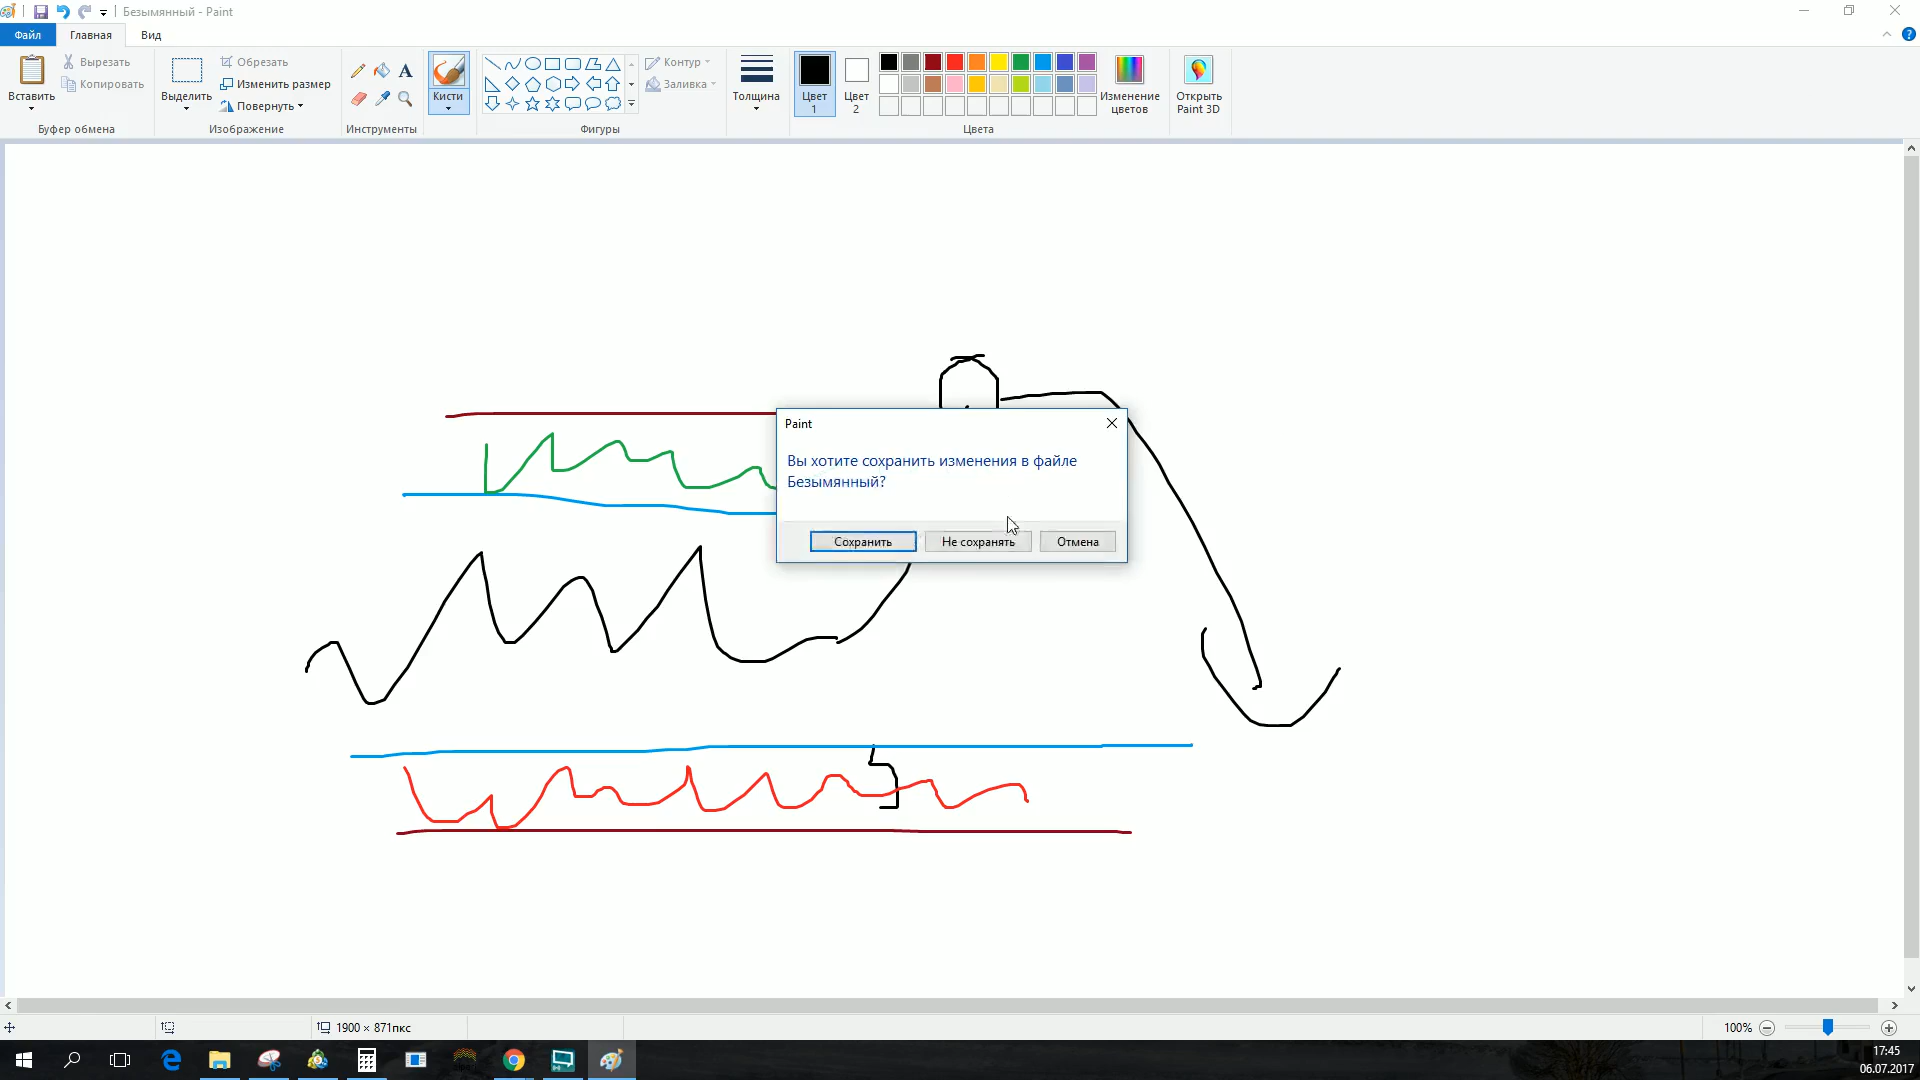 Безымянный - Paint
Файл
Главная
Вид
Вставить
Вырезать
Копировать
Буфер обмена
Выделить
Обрезать
Изменить размер
Повернуть
Изображение
A
Инструменты
Кисти
Контур
Заливка
Фигуры
Толщина
Цвет
1
Цвет
2
Изменение
цветов
Цвета
Открыть
Paint 3D
Paint
Вы хотите сохранить изменения в файле
Безымянный?
Сохранить
Не сохранять
Отмена
1900 × 871пкс
100%
17:45
06.07.2017